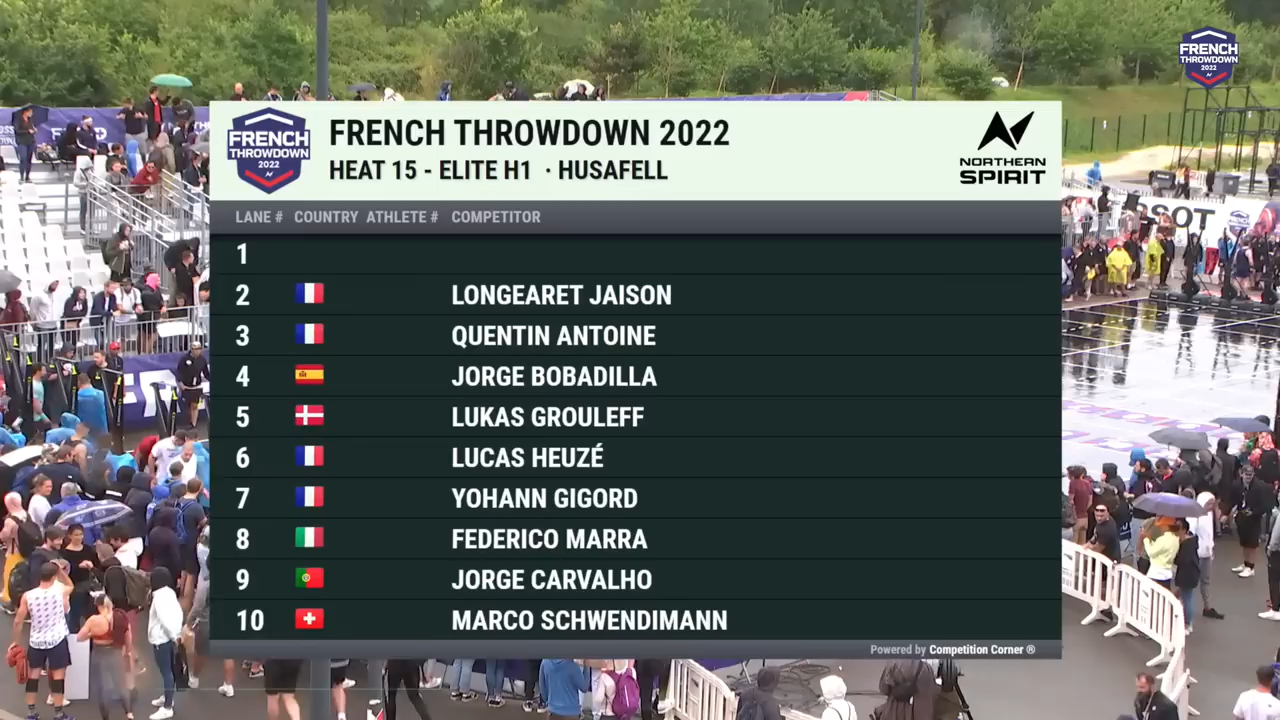 FRENCH
THROWDOWN
2022
FRENCH
THROWDOWN
2022
FRENCH THROWDOWN 2022
HEAT 15 - ELITE H1 · HUSAFELL
NORTHERN
SPIRIT
LANE # COUNTRY ATHLETE # COMPETITOR
1
2 LONGEARET JAISON
3 QUENTIN ANTOINE
4 JORGE BOBADILLA
5 LUKAS GROULEFF
6 LUCAS HEUZÉ
7 YOHANN GIGORD
8 FEDERICO MARRA
9 JORGE CARVALHO
10 MARCO SCHWENDIMANN
Powered by Competition Corner ®